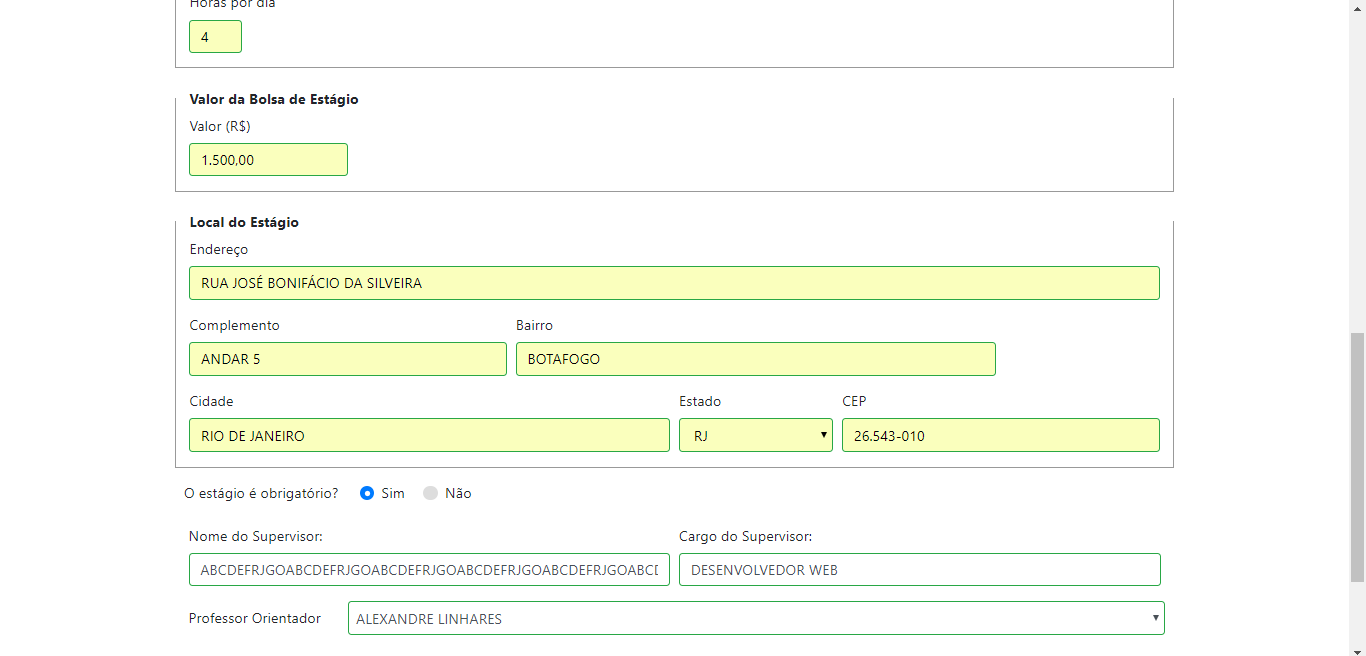 Horas por dia
4
Valor da Bolsa de Estágio
Valor (R$)
1.500,00
Local do Estágio
Endereço
RUA JOSÉ BONIFÁCIO DA SILVEIRA
Complemento Bairro
ANDAR 5 BOTAFOGO
Cidade Estado CEP
RIO DE JANEIRO RJ 26.543-010
O estágio é obrigatório? Sim Não
Nome do Supervisor: Cargo do Supervisor:
ABCDEFRJGOABCDEFRJGOABCDEFRJGOABCDEFRJGOABCDEFRJGOABCD DESENVOLVEDOR WEB
Professor Orientador ALEXANDRE LINHARES